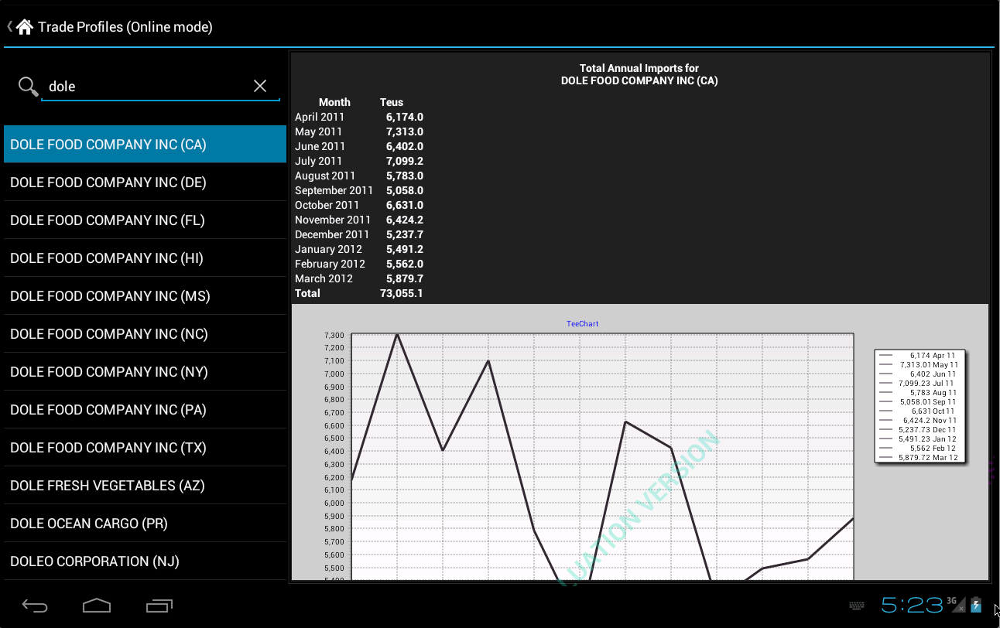 Trade Profiles (Online mode)
dole
DOLE FOOD COMPANY INC (CA)
DOLE FOOD COMPANY INC (DE)
DOLE FOOD COMPANY INC (FL)
DOLE FOOD COMPANY INC (HI)
DOLE FOOD COMPANY INC (MS)
DOLE FOOD COMPANY INC (NC)
DOLE FOOD COMPANY INC (NY)
DOLE FOOD COMPANY INC (PA)
DOLE FOOD COMPANY INC (TX)
DOLE FRESH VEGETABLES (AZ)
DOLE OCEAN CARGO (PR)
DOLEO CORPORATION (NJ)
Total Annual Imports for
DOLE FOOD COMPANY INC (CA)
Month Teus
April 2011 6,174.0
May 2011 7,313.0
June 2011 6,402.0
July 2011 7,099.2
August 2011 5,783.0
September 2011 5,058.0
October 2011 6,631.0
November 2011 6,424.2
December 2011 5,237.7
January 2012 5,491.2
February 2012 5,562.0
March 2012 5,879.7
Total 73,055.1
TeeChart
7,300
7,200
7,100
7,000
6,900
6,800
6,700
6,600
6,500
6,400
6,300
6,200
6,100
6,000
5,900
5,800
5,700
5,600
5,500
5,400
LUATION VERSION
6,174 Apr 11
7,313.01 May 11
6,402 Jun 11
7,099.23 Jul 11
5,783 Aug 11
5,058.01 Sep 11
6,631 Oct 11
6,424.2 Nov 11
5,237.73 Dec 11
5,491.23 Jan 12
5,562 Feb 12
5,879.72 Mar 12
5:23
3G